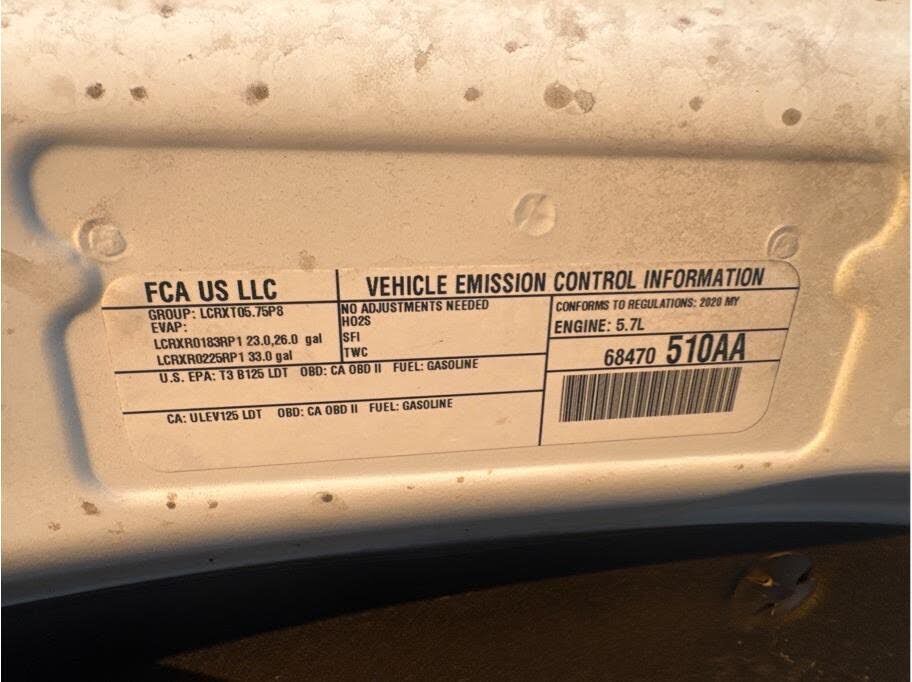 FCA US LLC
VEHICLE EMISSION CONTROL INFORMATION
GROUP: LCRXT05.75P8
EVAP:
LCRXR0183RP1 23.0,26.0 gal
LCRXR0225RP1 33.0 gal
NO ADJUSTMENTS NEEDED
HO2S
SFI
TWC
CONFORMS TO REGULATIONS: 2020 MY
ENGINE: 5.7L
68470 510AA
U.S. EPA: T3 B125 LDT OBD: CA OBD II FUEL: GASOLINE
CA: ULEV125 LDT OBD: CA OBD II FUEL: GASOLINE